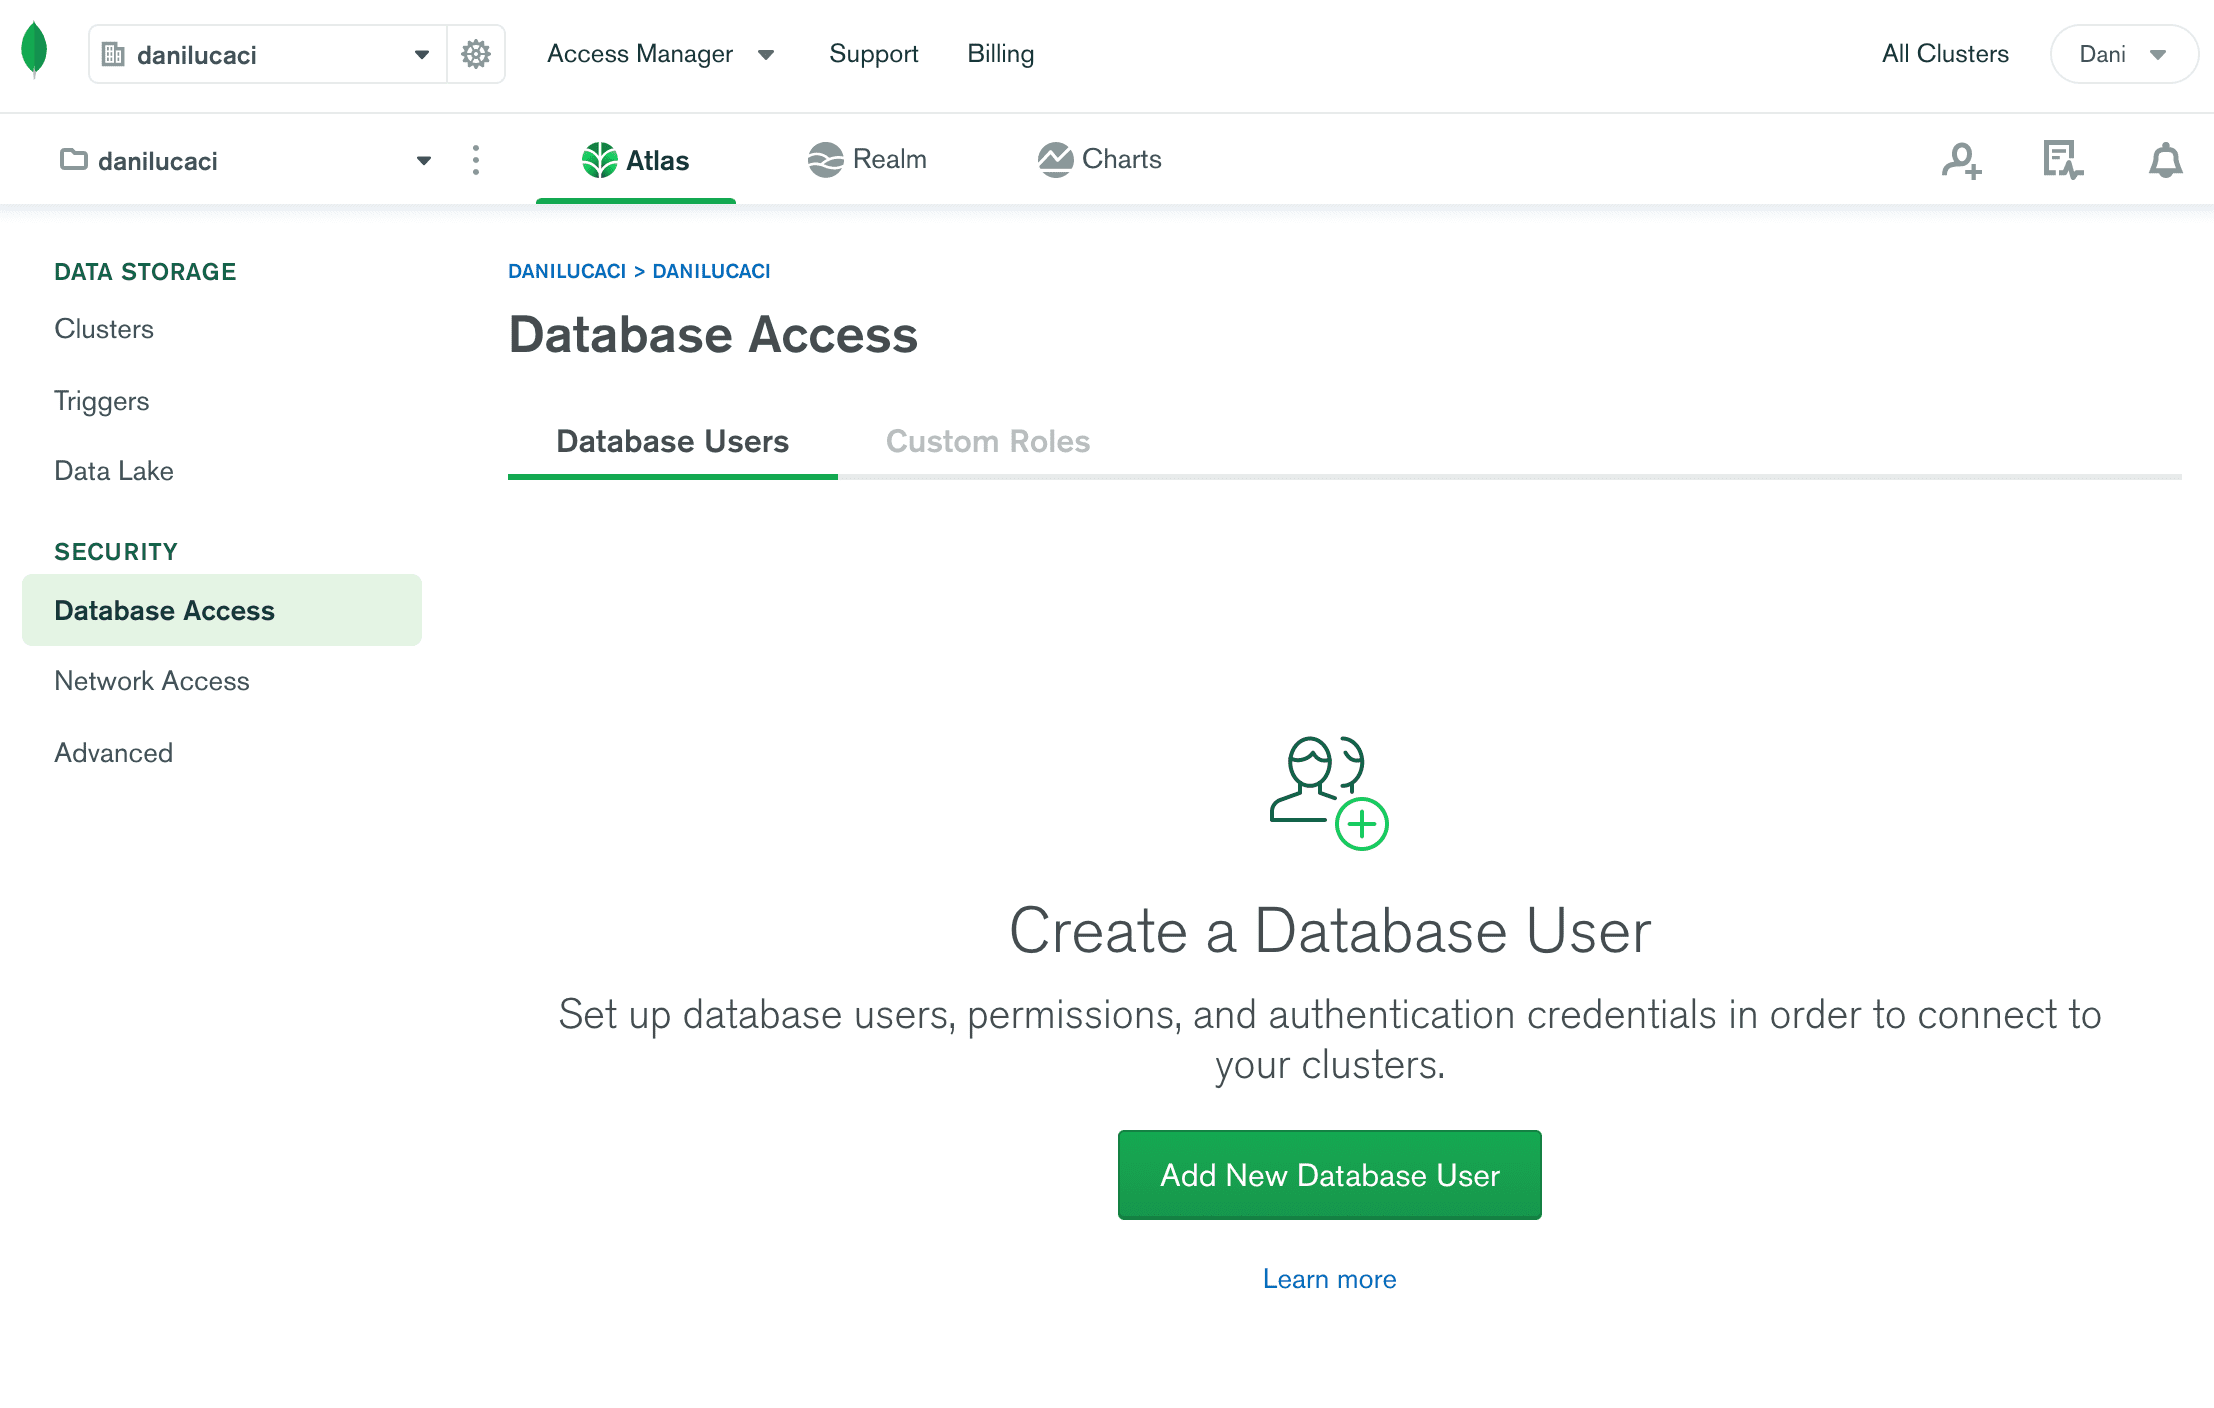 danilucaci
Access Manager
Support
Billing
All Clusters
Dani
danilucaci
Atlas
Realm
Charts
DATA STORAGE
Clusters
Triggers
Data Lake
SECURITY
Database Access
Network Access
Advanced
DANILUCACI > DANILUCACI
Database Access
Database Users
Custom Roles
Create a Database User
Set up database users, permissions, and authentication credentials in order to connect to
your clusters.
Add New Database User
Learn more